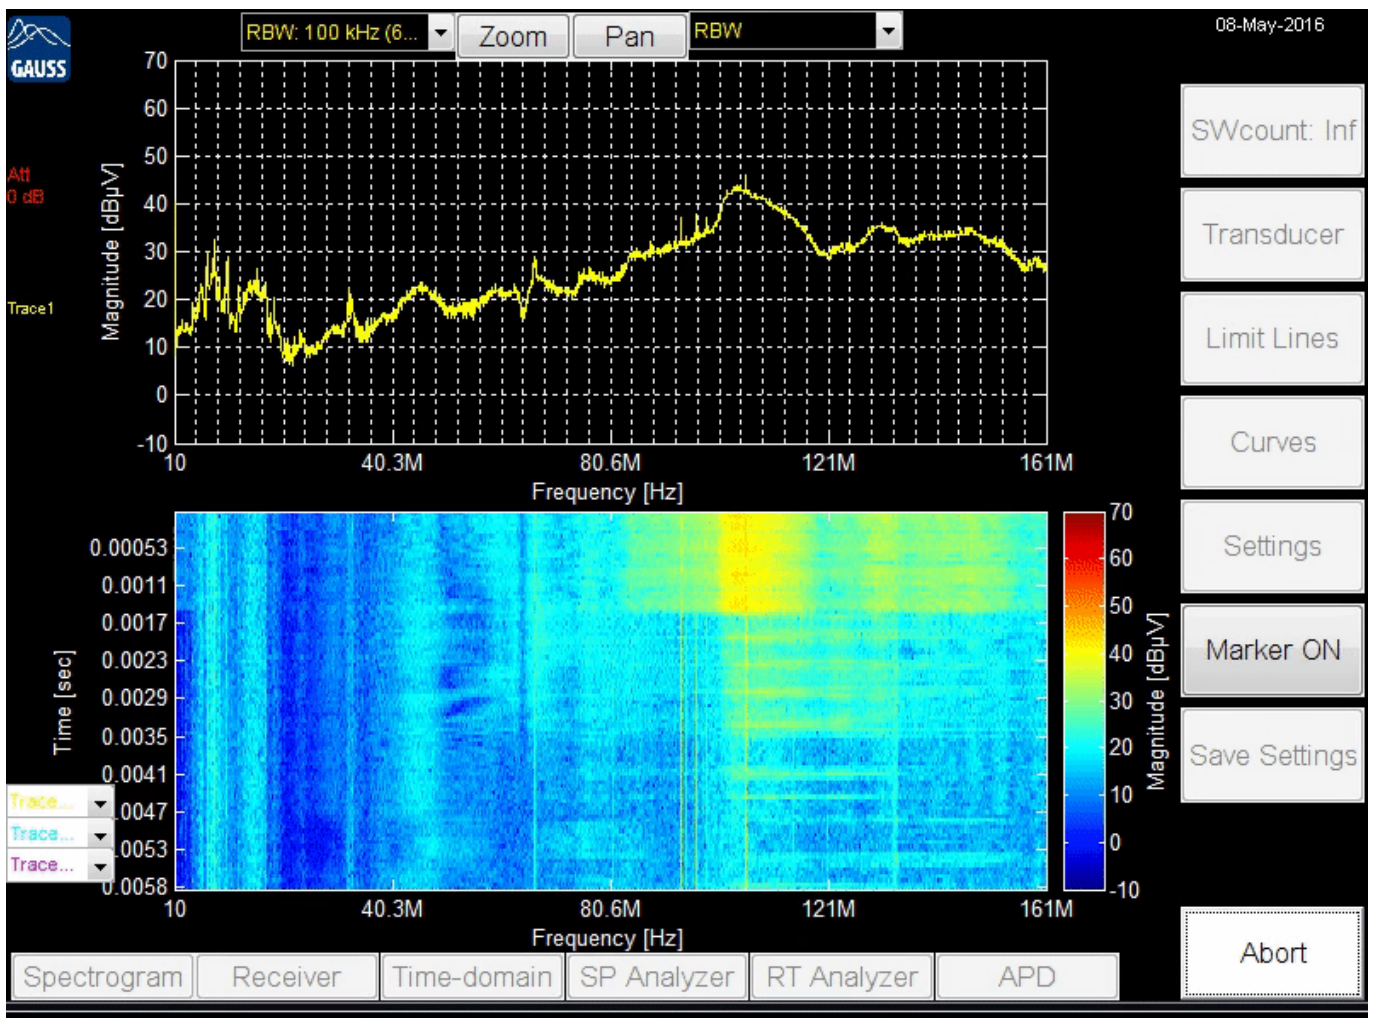 GAUSS
RBW: 100 kHz (6...
Zoom
Pan
RBW
08-May-2016
Att
0 dB
Trace1
Magnitude [dBµV]
70
60
50
40
30
20
10
0
-10
10
40.3M
80.6M
121M
161M
Frequency [Hz]
SWcount: Inf
Transducer
Limit Lines
Curves
Settings
Marker ON
Save Settings
Abort
Time [sec]
0.00053
0.0011
0.0017
0.0023
0.0029
0.0035
0.0041
.0047
.0053
0.0058
Trace...
Trace...
Trace...
10
40.3M
80.6M
121M
161M
Frequency [Hz]
70
60
50
40
30
20
10
0
-10
Magnitude [dBµV]
Spectrogram
Receiver
Time-domain
SP Analyzer
RT Analyzer
APD